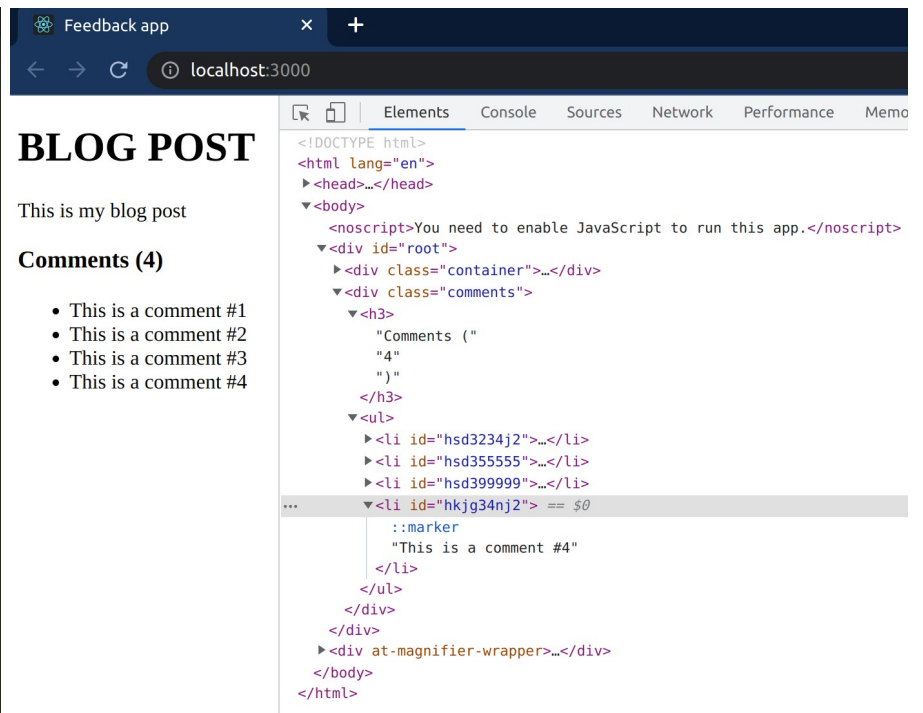 Feedback app
localhost:3000
BLOG POST
This is my blog post
Comments (4)
This is a comment #1
This is a comment #2
This is a comment #3
This is a comment #4
Elements Console Sources Network Performance Memo
<!DOCTYPE html>
<html lang="en">
<head>…</head>
<body>
<noscript>You need to enable JavaScript to run this app.</noscript>
<div id="root">
<div class="container">…</div>
<div class="comments">
<h3>
"Comments ("
"4"
")"
</h3>
<ul>
<li id="hsd3234j2">…</li>
<li id="hsd355555">…</li>
<li id="hsd399999">…</li>
<li id="hkjg34nj2"> == $0
::marker
"This is a comment #4"
</li>
</ul>
</div>
</div>
<div at-magnifier-wrapper>…</div>
</body>
</html>